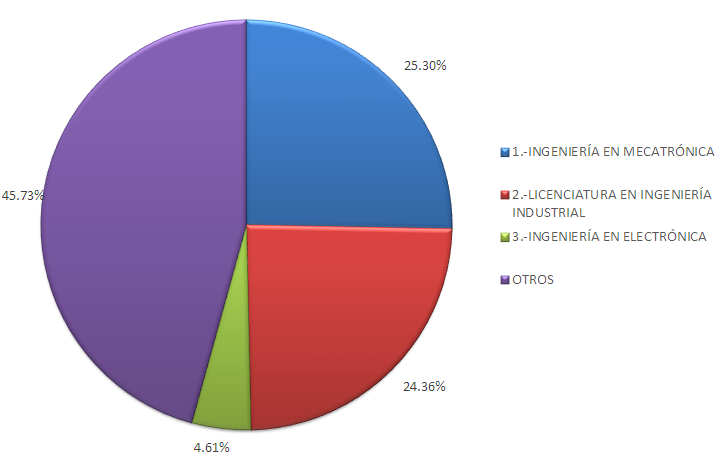 25.30%
1.-INGENIERÍA EN MECATRÓNICA
45.73%
2.-LICENCIATURA EN INGENIERÍA
INDUSTRIAL
3.-INGENIERÍA EN ELECTRÓNICA
OTROS
24.36%
4.61%